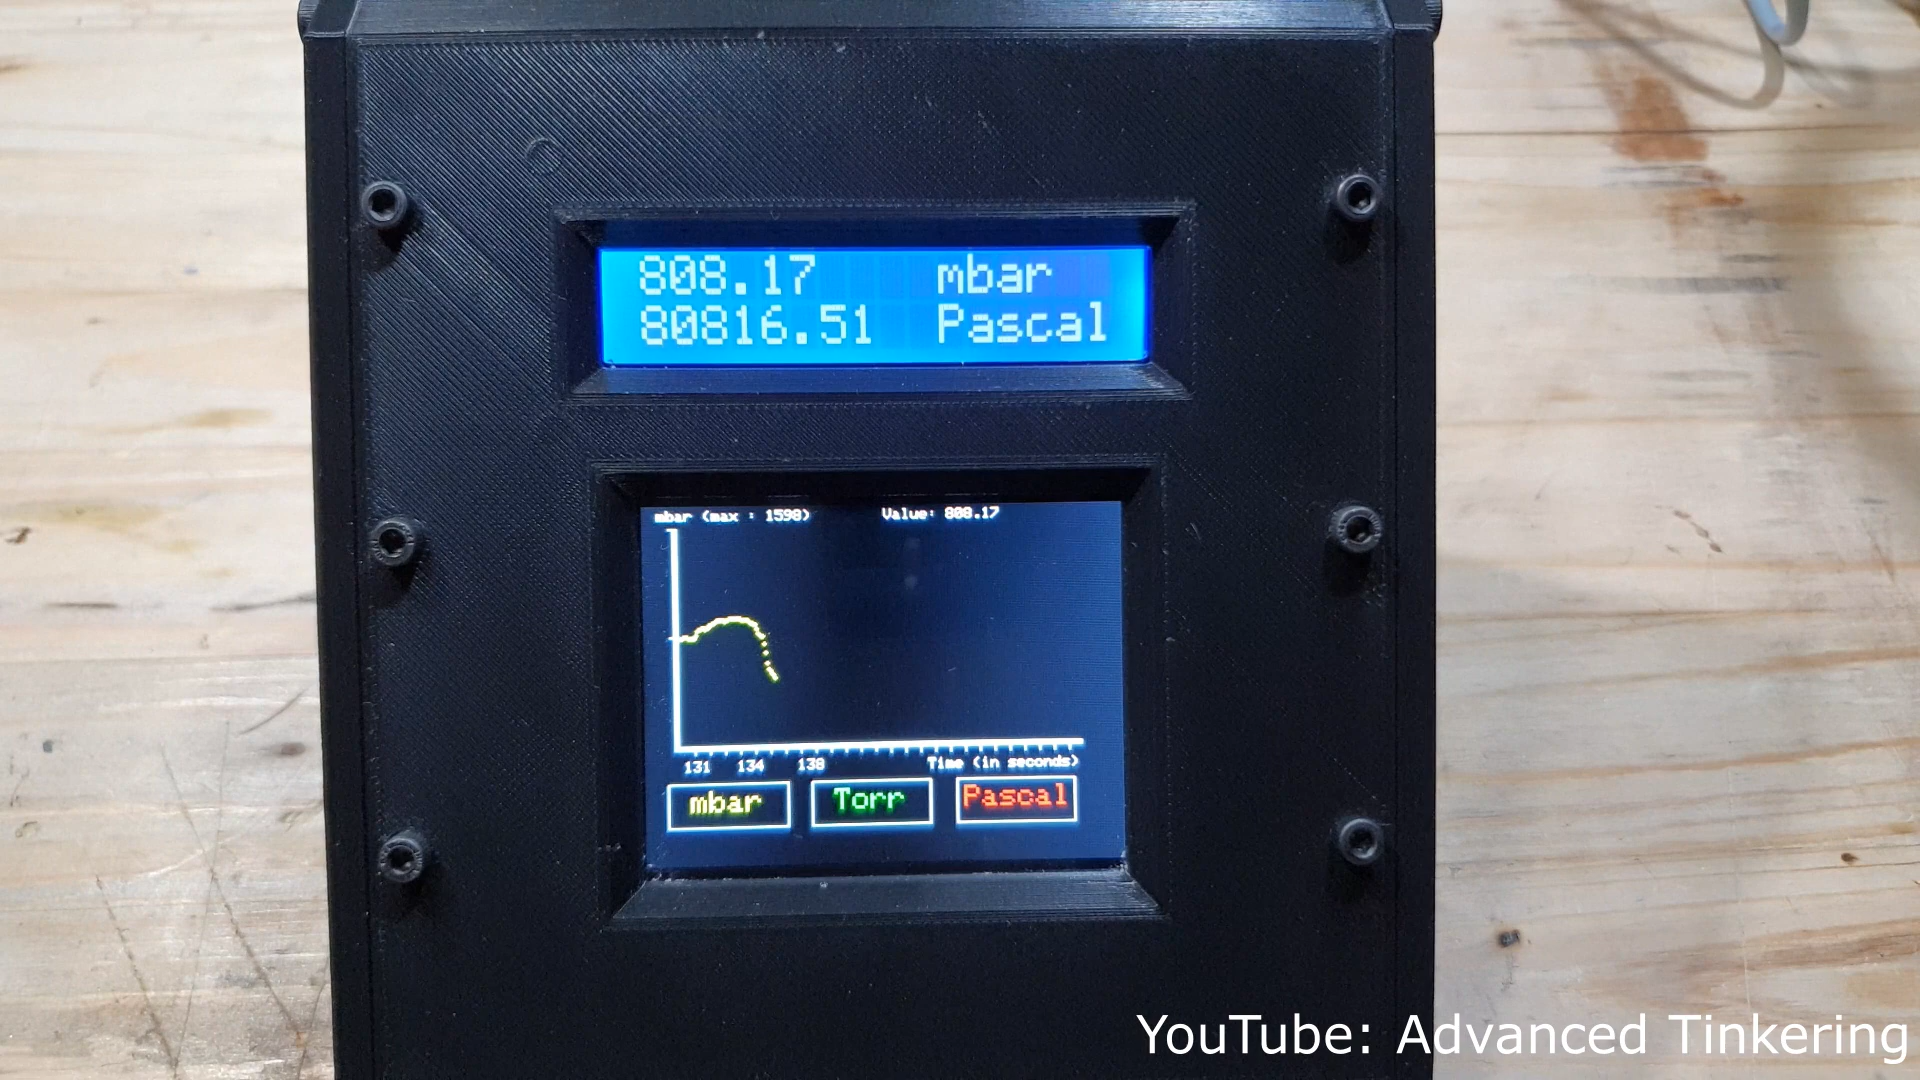 808.17 mbar
80816.51 Pascal
mbar (max : 1598) Value: 808.17
131 134 138 Time (in seconds)
mbar Torr Pascal
YouTube: Advanced Tinkering